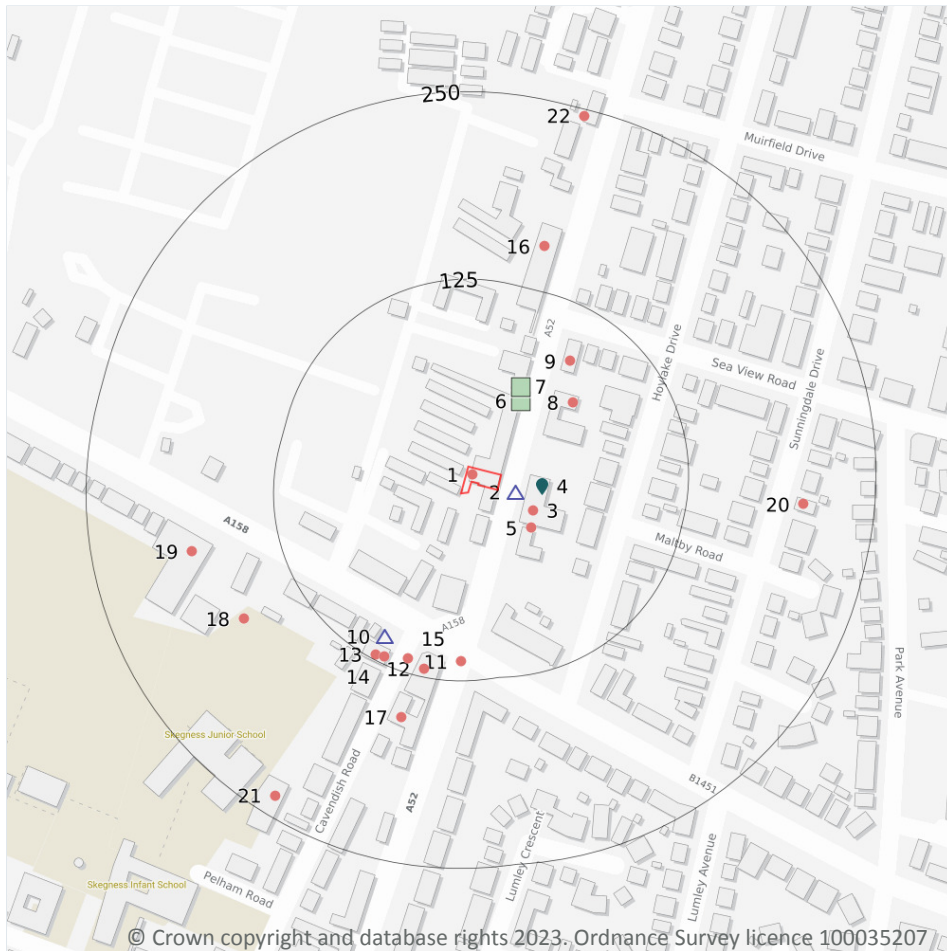 250
22
Muirfield Drive
16
125
A52
9
Hoylake Drive
Sea View Road
Sunningdale Drive
7
6
8
1
2
4
3
5
20
A158
Maltby Road
19
18
A158
10
15
13
12
11
14
17
Park Avenue
Skegness Junior School
B1451
21
Cavendish Road
A52
Lumley Crescent
Lumley Avenue
Pelham Road
Skegness Infant School
© Crown copyright and database rights 2023. Ordnance Survey licence 100035207